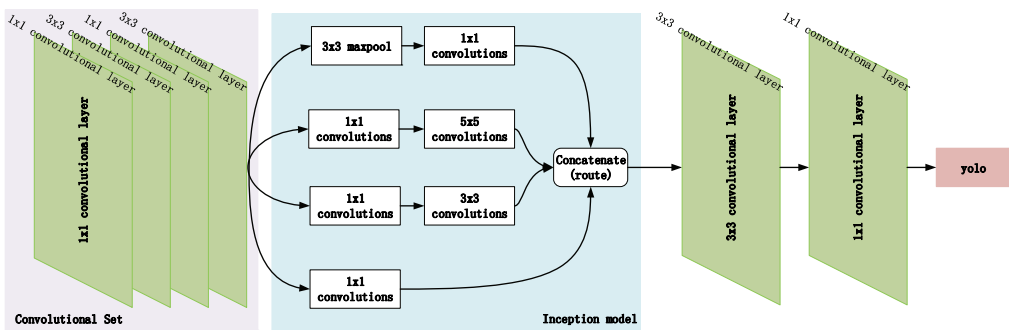 1x1 convolutional layer
3x3 convolutional layer
1x1 convolutional layer
3x3 convolutional layer
1x1 convolutional layer
Convolutional Set
3x3 maxpool
1x1
convolutions
1x1
convolutions
5x5
convolutions
1x1
convolutions
3x3
convolutions
1x1
convolutions
Concatenate
(route)
Inception model
3x3 convolutional layer
3x3 convolutional layer
1x1 convolutional layer
1x1 convolutional layer
yolo